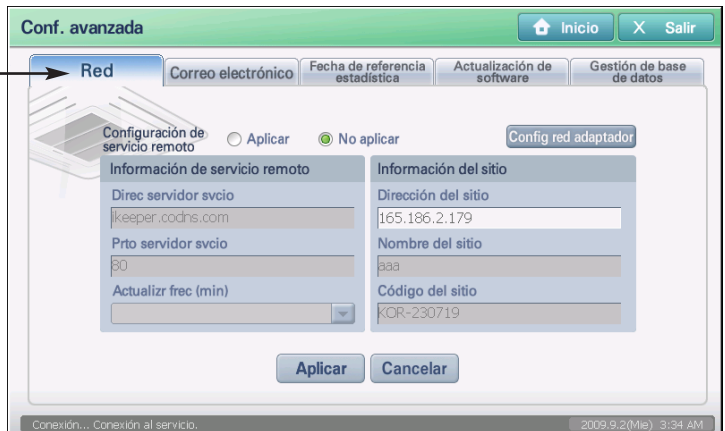 Conf. avanzada
Inicio
X Salir
Red
Correo electrónico
Fecha de referencia
estadística
Actualización de
software
Gestión de base
de datos
Configuración de
servicio remoto
Aplicar
No aplicar
Config red adaptador
Información de servicio remoto
Direc servidor svcio
ikeeper.codns.com
Prto servidor svcio
80
Actualizr frec (min)
Información del sitio
Dirección del sitio
165.186.2.179
Nombre del sitio
aaa
Código del sitio
KOR-230719
Aplicar
Cancelar
Conexión... Conexión al servicio.
2009.9.2(Mie) 3:34 AM